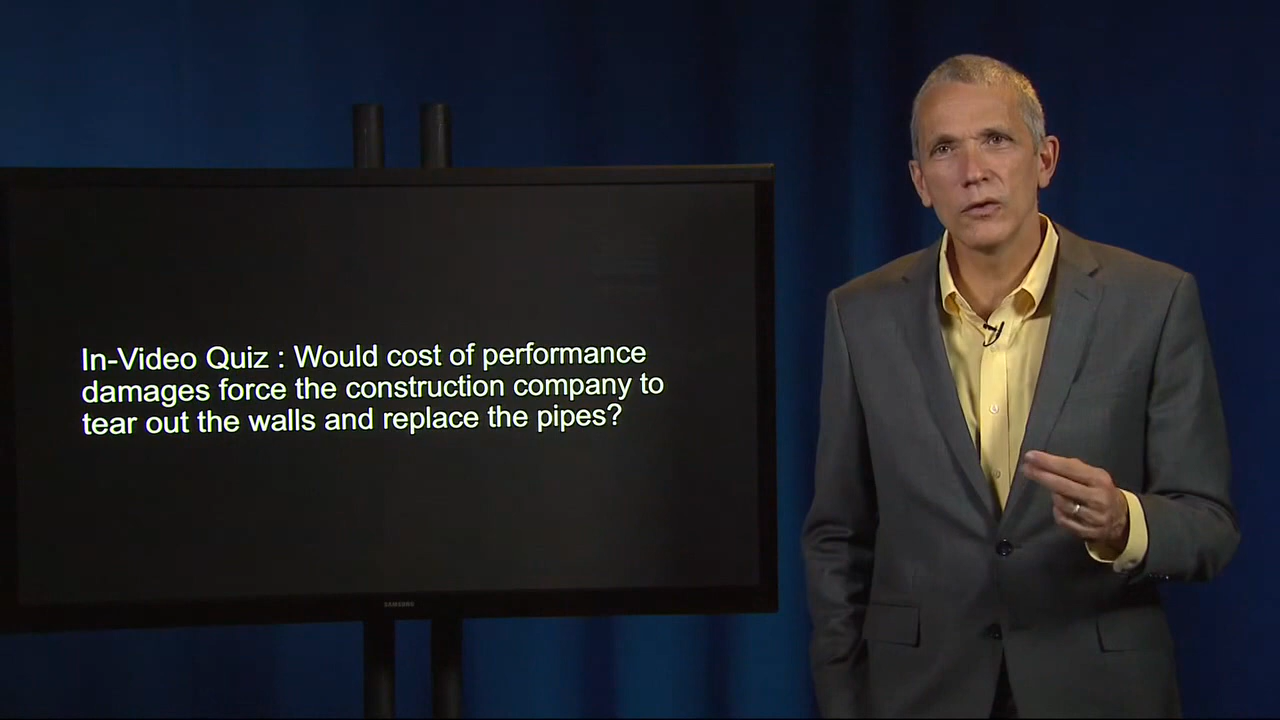 In-Video Quiz : Would cost of performance
damages force the construction company to
tear out the walls and replace the pipes?
SAMSUNG